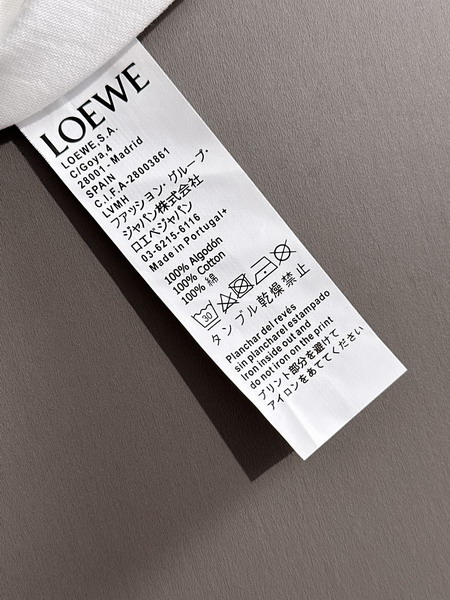 LOEWE
LOEWE,S.A.
C/Goya,4
28001 - Madrid
SPAIN
C.I.F.A-28003861
LVMH
ファッション・グループ・
ジャパン株式会社
ロエベジャパン
03-6215-6116
Made in Portugal+
100% Algodón
100% Cotton
100% 綿
30
タンブル乾燥禁止
Planchar del revés
sin plancharel estampado
Iron inside out and
do not iron on the print
プリント部分を避けて
アイロンをあててください